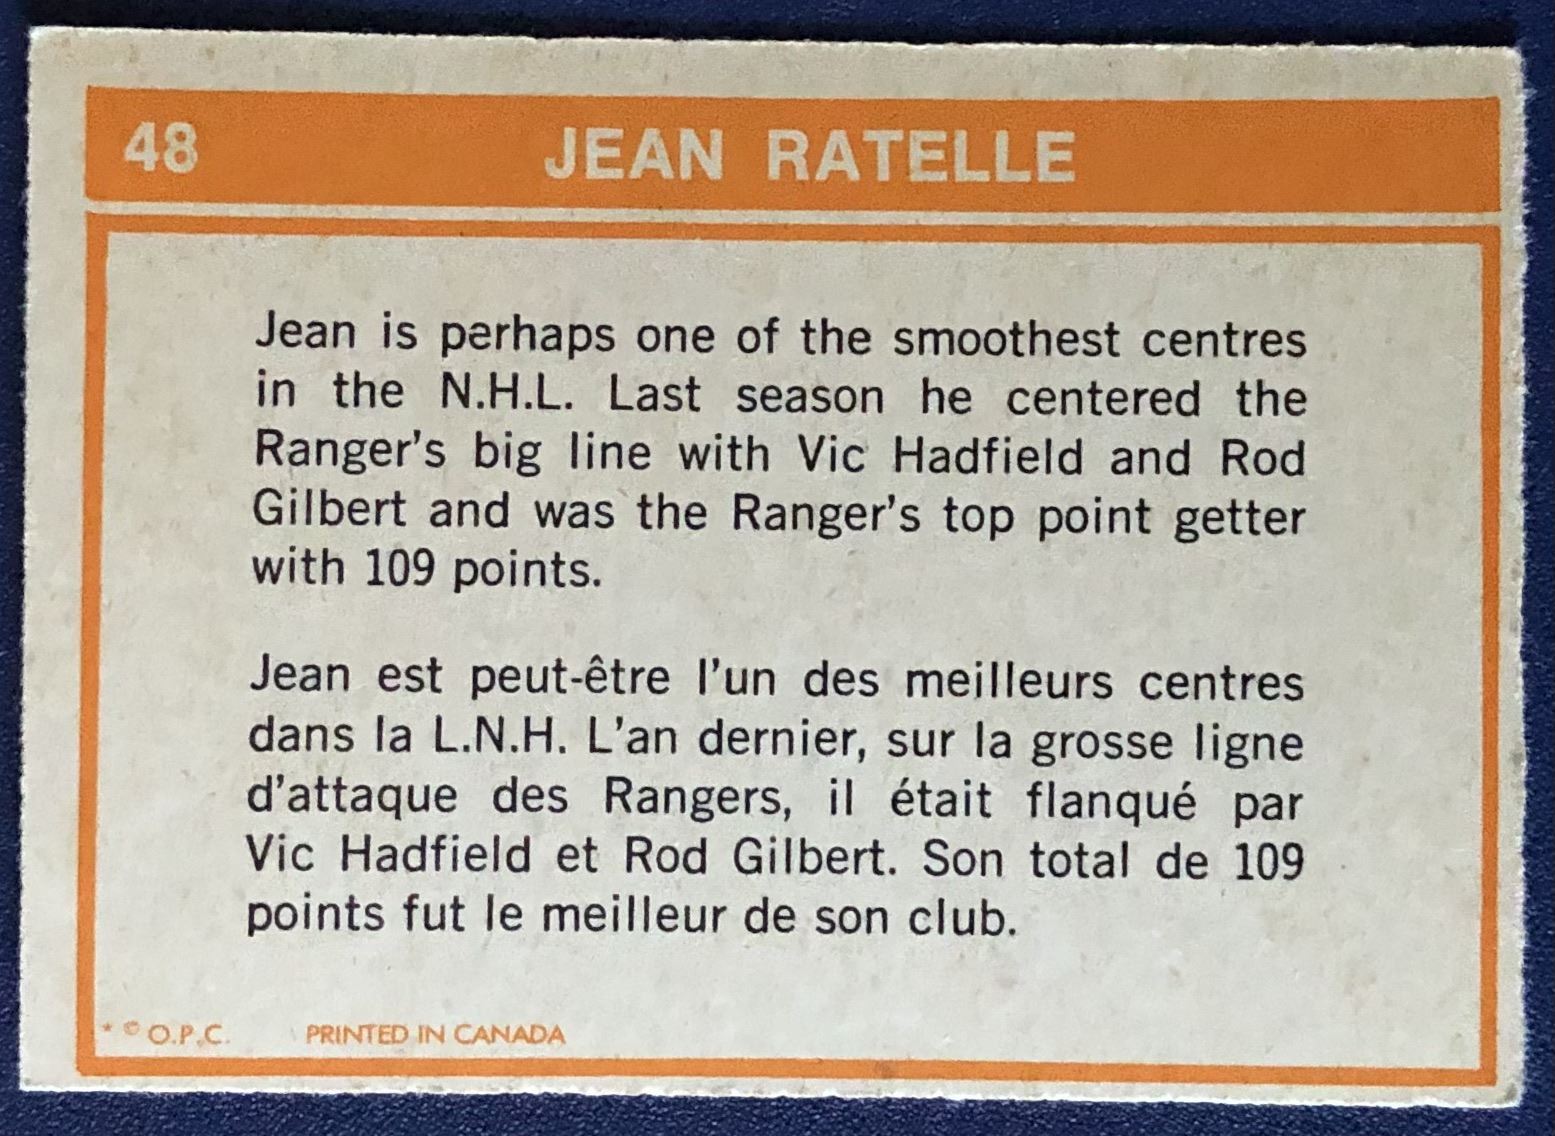 48 JEAN RATELLE
Jean is perhaps one of the smoothest centres
in the N.H.L. Last season he centered the
Ranger's big line with Vic Hadfield and Rod
Gilbert and was the Ranger's top point getter
with 109 points.
Jean est peut-être l'un des meilleurs centres
dans la L.N.H. L'an dernier, sur la grosse ligne
d'attaque des Rangers, il était flanqué par
Vic Hadfield et Rod Gilbert. Son total de 109
points fut le meilleur de son club.
* © O.P.C. PRINTED IN CANADA